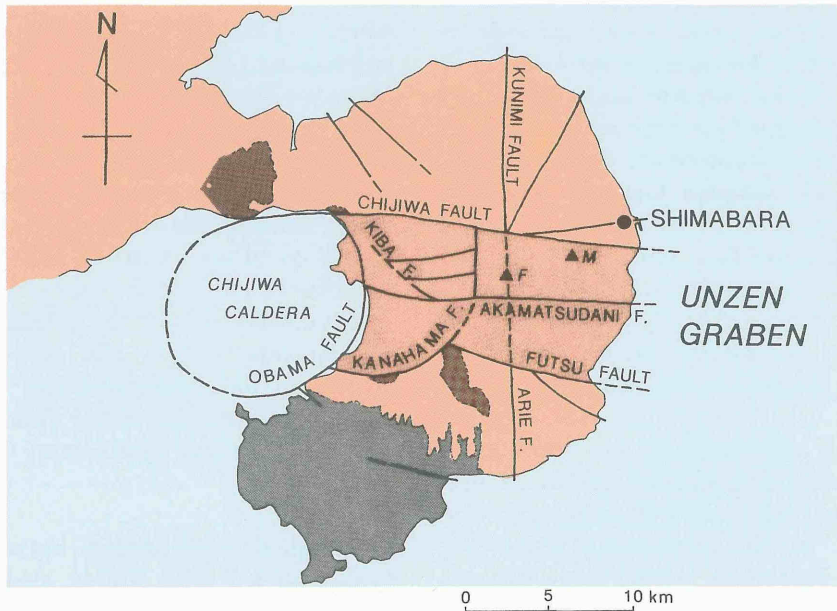 N
KUNIMI FAULT
CHIJIWA FAULT
SHIMABARA
KIBA F.
M
F
CHIJIWA
CALDERA
UNZEN
GRABEN
AKAMATSUDANI F.
OBAMA FAULT
KANAHAMA F.
FUTSU FAULT
ARIE F.
0 5 10 km